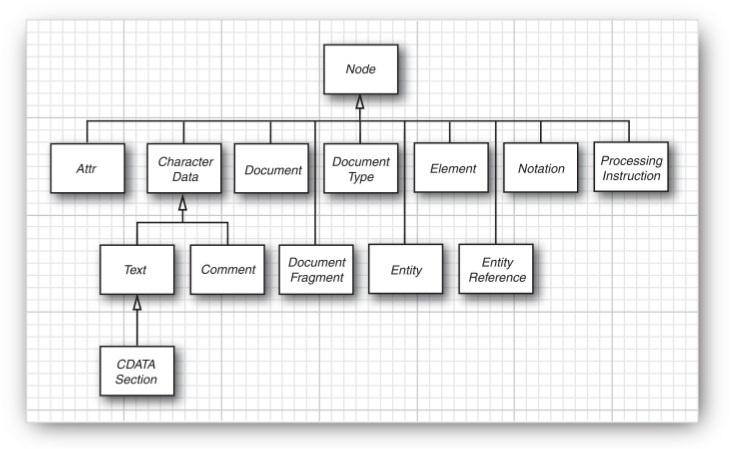 Node
Attr
Character
Data
Document
Document
Type
Element
Notation
Processing
Instruction
Text
Comment
Document
Fragment
Entity
Entity
Reference
CDATA
Section